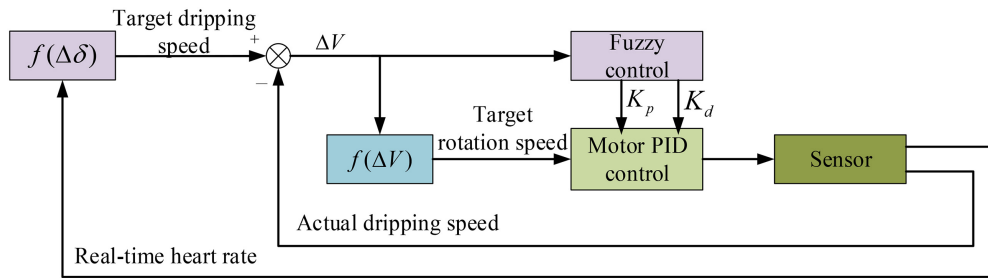 Target dripping
speed
f(Δδ)
+
−
ΔV
Fuzzy
control
K_p
K_d
Target
rotation speed
f(ΔV)
Motor PID
control
Sensor
Actual dripping speed
Real-time heart rate